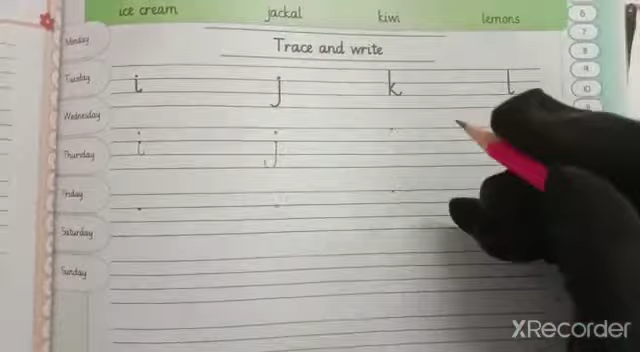 ice cream jackal kiwi lemons
Trace and write
Monday
Tuesday
i j k l
Wednesday
Thursday
i j
Friday
Saturday
Sunday
6
7
8
9
10
XRecorder